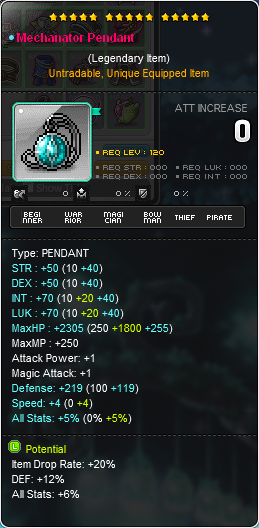 Mechanator Pendant
(Legendary Item)
Untradable, Unique Equipped Item
ATT INCREASE
0
REQ LEV : 120
REQ STR : 000 REQ LUK : 000
REQ DEX : 000 REQ INT : 000
0 0 % 0 %
BEGINNER WARRIOR MAGICIAN BOWMAN THIEF PIRATE
Type: PENDANT
STR : +50 (10 +40)
DEX : +50 (10 +40)
INT : +70 (10 +20 +40)
LUK : +70 (10 +20 +40)
MaxHP : +2305 (250 +1800 +255)
MaxMP : +250
Attack Power: +1
Magic Attack: +1
Defense: +219 (100 +119)
Speed: +4 (0 +4)
All Stats: +5% (0% +5%)
L Potential
Item Drop Rate: +20%
DEF: +12%
All Stats: +6%